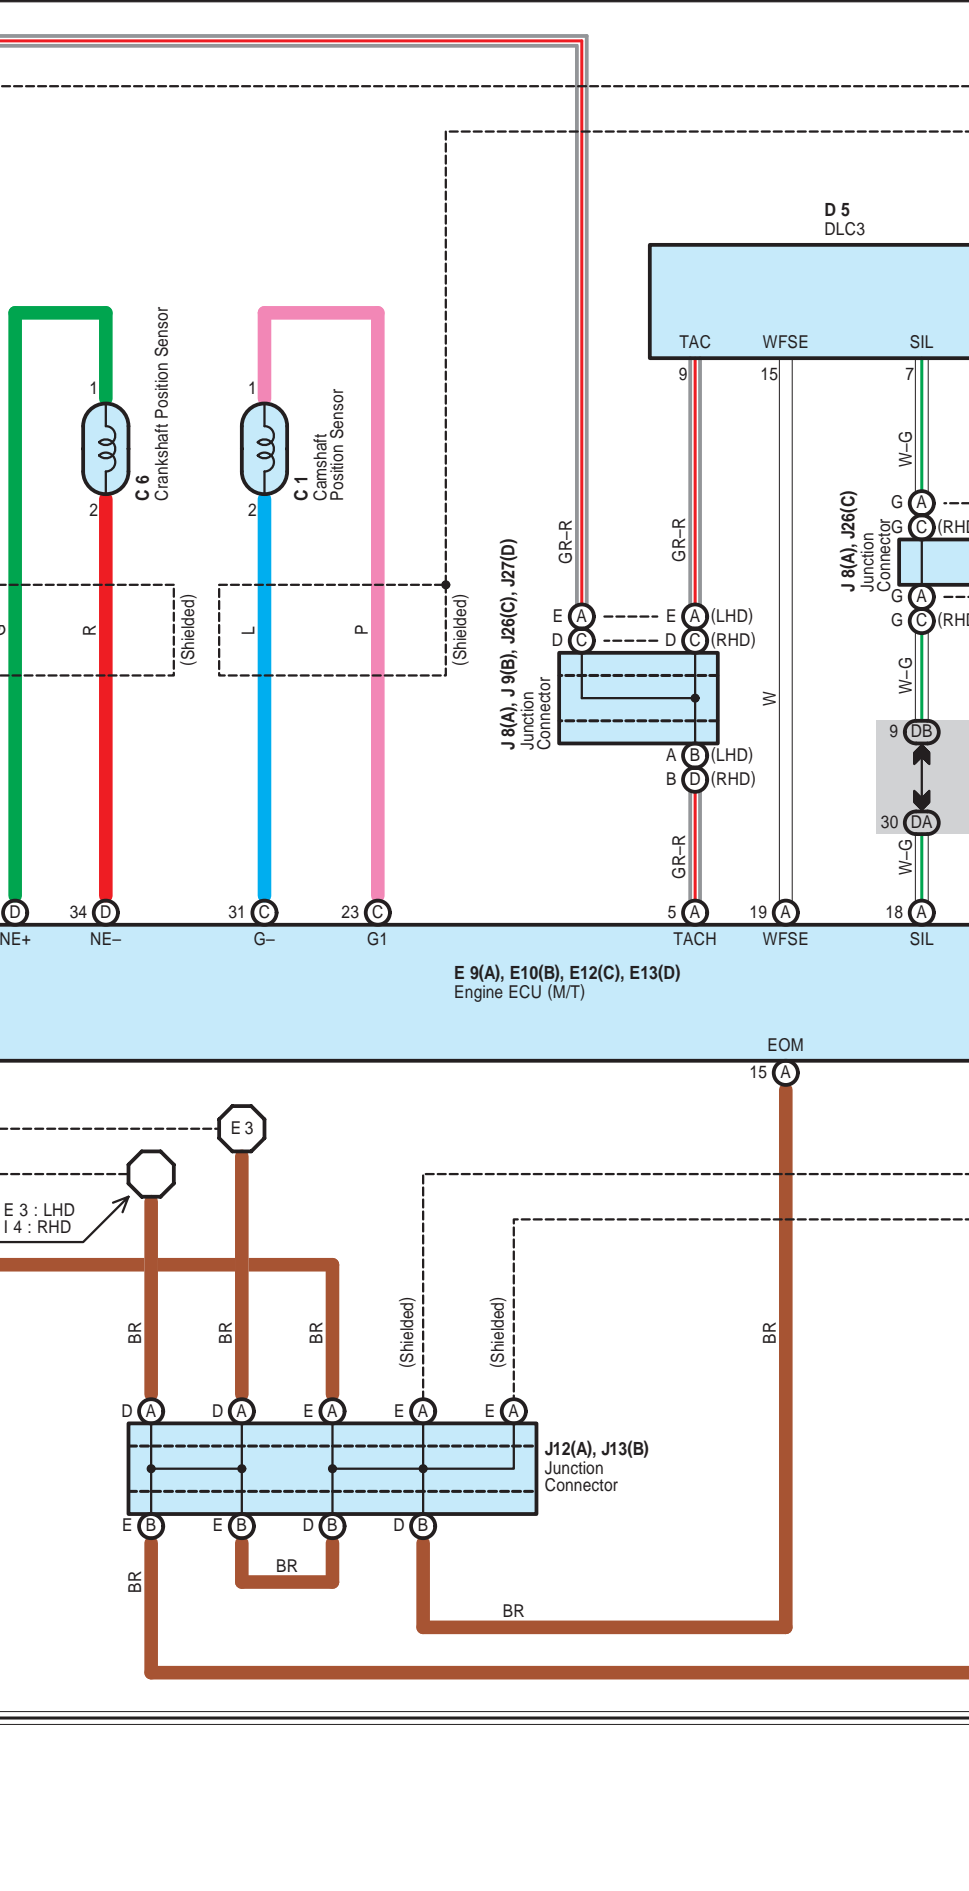 D 5
DLC3
TAC
WFSE
SIL
9
15
7
1
C 6
Crankshaft Position Sensor
2
1
C 1
Camshaft
Position Sensor
2
R
(Shielded)
L
P
(Shielded)
GR–R
GR–R
W–G
J 8(A), J 9(B), J26(C), J27(D)
Junction
Connector
E A
E A (LHD)
D C
D C (RHD)
A B (LHD)
B D (RHD)
GR–R
W
J 8(A), J26(C)
Junction
Connector
G A
G C
G A
G C
W–G
9 DB
30 DA
W–G
D
34 D
31 C
23 C
5 A
19 A
18 A
NE+
NE–
G–
G1
TACH
WFSE
SIL
E 9(A), E10(B), E12(C), E13(D)
Engine ECU (M/T)
EOM
15 A
E 3
E 3 : LHD
I 4 : RHD
BR
BR
BR
(Shielded)
(Shielded)
BR
D A
D A
E A
E A
E A
J12(A), J13(B)
Junction
Connector
E B
E B
D B
D B
BR
BR
BR